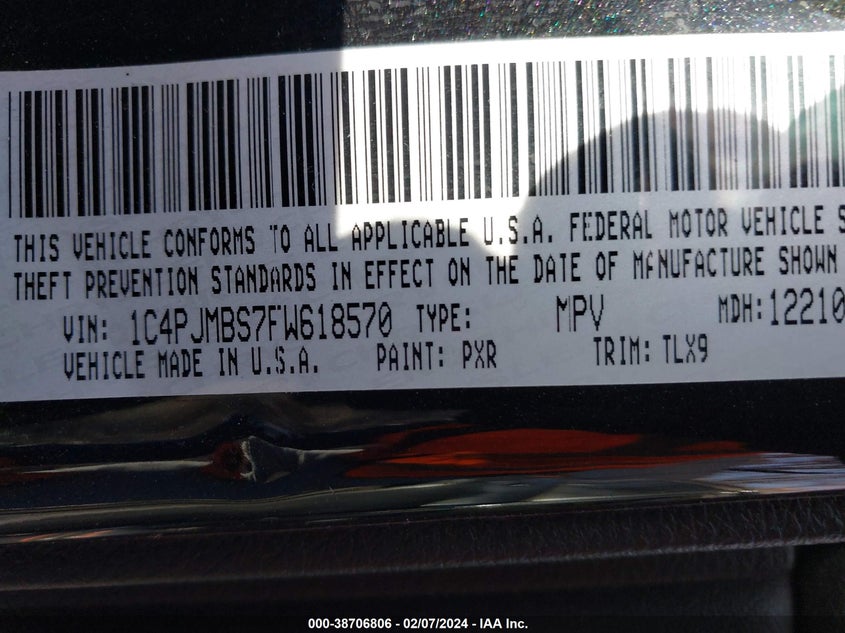 THIS VEHICLE CONFORMS TO ALL APPLICABLE U.S.A. FEDERAL MOTOR VEHICLE S
THEFT PREVENTION STANDARDS IN EFFECT ON THE DATE OF MANUFACTURE SHOWN
VIN: 1C4PJMBS7FW618570 TYPE: MPV MDH: 12210
VEHICLE MADE IN U.S.A. PAINT: PXR TRIM: TLX9
000-38706806 - 02/07/2024 - IAA Inc.